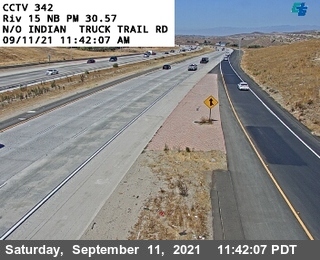 CCTV 342
Riv 15 NB PM 30.57
N/O INDIAN TRUCK TRAIL RD
09/11/21 11:42:07 AM
Saturday, September 11, 2021 11:42:07 PDT